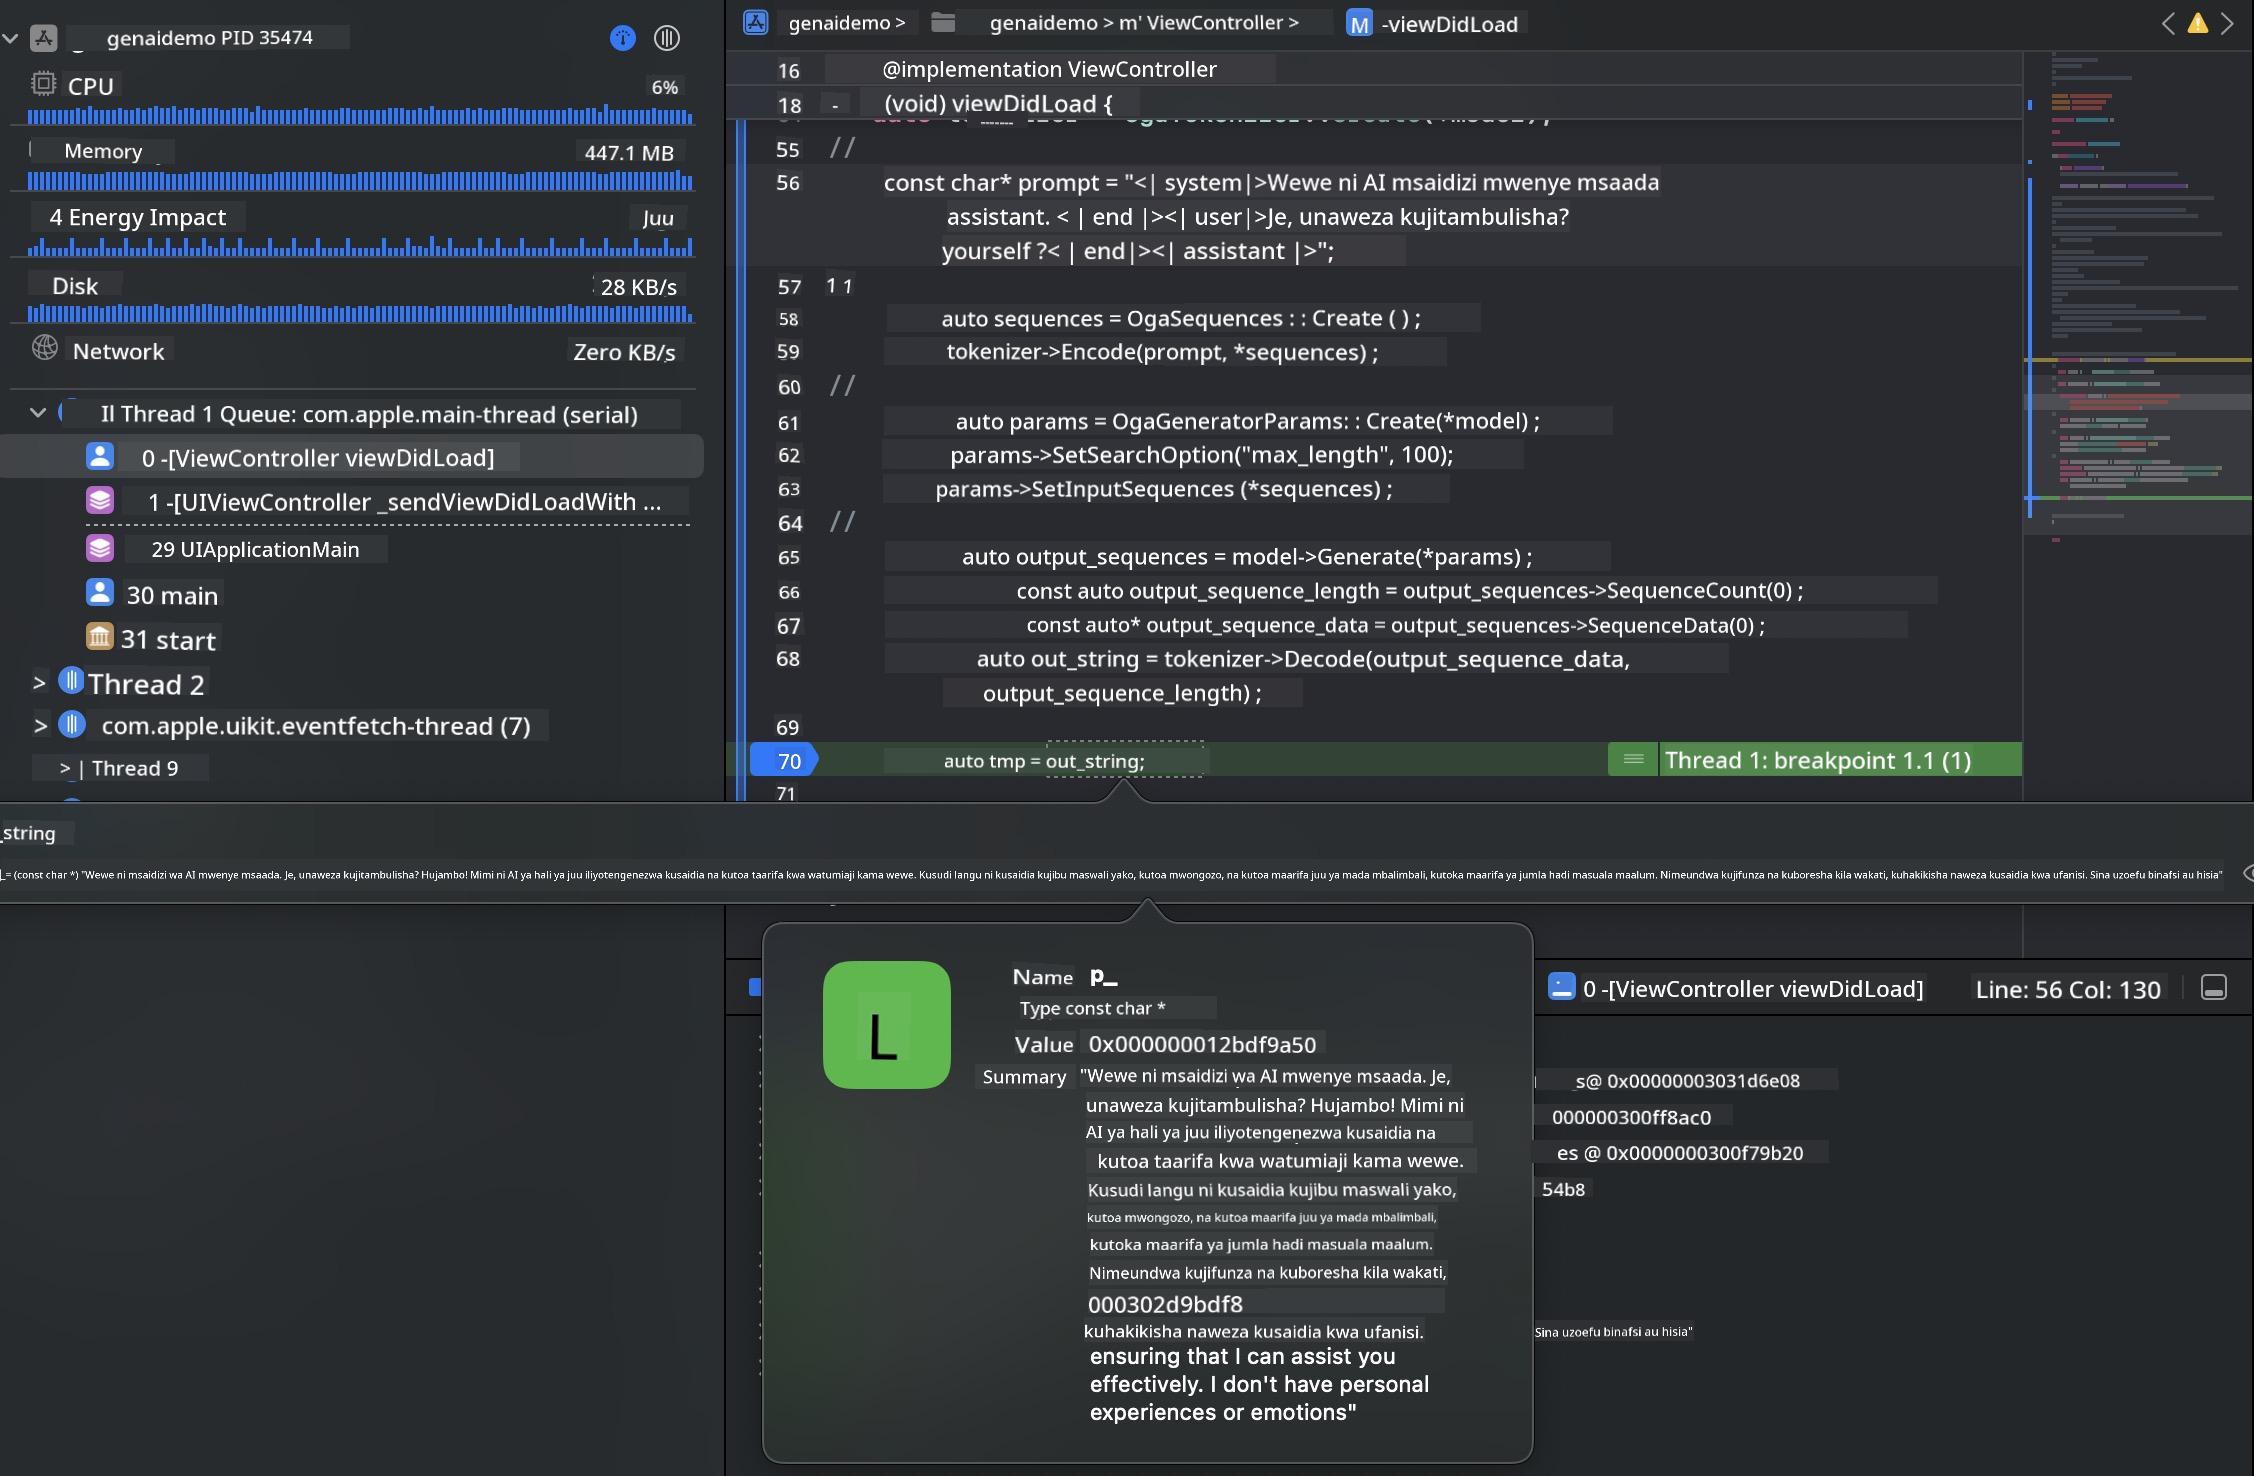 genaidemo PID 35474
CPU
6%
Memory
447.1 MB
4 Energy Impact
Juu
Disk
28 KB/s
Network
Zero KB/s
Il Thread 1 Queue: com.apple.main-thread (serial)
0 -[ViewController viewDidLoad]
1 -[UIViewController _sendViewDidLoadWith ...
29 UIApplicationMain
30 main
31 start
> Thread 2
> com.apple.uikit.eventfetch-thread (7)
> | Thread 9
genaidemo > genaidemo > m' ViewController > M -viewDidLoad
16 @implementation ViewController
18 - (void) viewDidLoad {
55 //
56 const char* prompt = "<| system|>Wewe ni AI msaidizi mwenye msaada
assistant. < | end |><| user|>Je, unaweza kujitambulisha?
yourself ?< | end|><| assistant |>";
57 1 1
58 auto sequences = OgaSequences : : Create ( ) ;
59 tokenizer->Encode(prompt, *sequences) ;
60 //
61 auto params = OgaGeneratorParams: : Create(*model) ;
62 params->SetSearchOption("max_length", 100);
63 params->SetInputSequences (*sequences) ;
64 //
65 auto output_sequences = model->Generate(*params) ;
66 const auto output_sequence_length = output_sequences->SequenceCount(0) ;
67 const auto* output_sequence_data = output_sequences->SequenceData(0) ;
68 auto out_string = tokenizer->Decode(output_sequence_data,
output_sequence_length) ;
69
70 auto tmp = out_string; Thread 1: breakpoint 1.1 (1)
71
_string
= (const char *) "Wewe ni msaidizi wa AI mwenye msaada. Je, unaweza kujitambulisha? Hujambo! Mimi ni AI ya hali ya juu iliyotengenezwa kusaidia na kutoa taarifa kwa watumiaji kama wewe. Kusudi langu ni kusaidia kujibu maswali yako, kutoa mwongozo, na kutoa maarifa juu ya mada mbalimbali, kutoka maarifa ya jumla hadi masuala maalum. Nimeundwa kujifunza na kuboresha kila wakati, kuhakikisha naweza kusaidia kwa ufanisi. Sina uzoefu binafsi au hisia"
L
Name p_
Type const char *
Value 0x000000012bdf9a50
Summary "Wewe ni msaidizi wa AI mwenye msaada. Je,
unaweza kujitambulisha? Hujambo! Mimi ni
AI ya hali ya juu iliyotengenezwa kusaidia na
kutoa taarifa kwa watumiaji kama wewe.
Kusudi langu ni kusaidia kujibu maswali yako,
kutoa mwongozo, na kutoa maarifa juu ya mada mbalimbali,
kutoka maarifa ya jumla hadi masuala maalum.
Nimeundwa kujifunza na kuboresha kila wakati,
000302d9bdf8
kuhakikisha naweza kusaidia kwa ufanisi.
ensuring that I can assist you
effectively. I don't have personal
experiences or emotions"
0 -[ViewController viewDidLoad]
Line: 56 Col: 130
_s@ 0x00000003031d6e08
000000300ff8ac0
es @ 0x0000000300f79b20
54b8
Sina uzoefu binafsi au hisia"